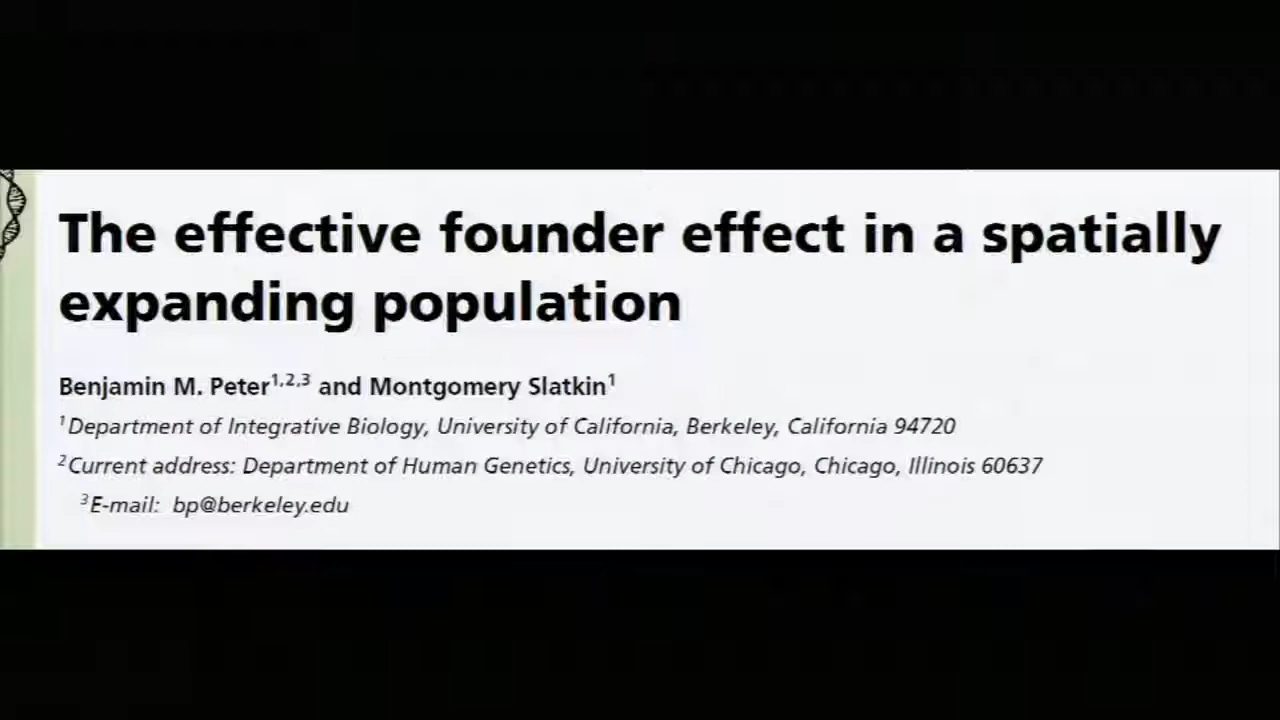 The effective founder effect in a spatially
expanding population
Benjamin M. Peter1,2,3 and Montgomery Slatkin1
1Department of Integrative Biology, University of California, Berkeley, California 94720
2Current address: Department of Human Genetics, University of Chicago, Chicago, Illinois 60637
3E-mail: bp@berkeley.edu